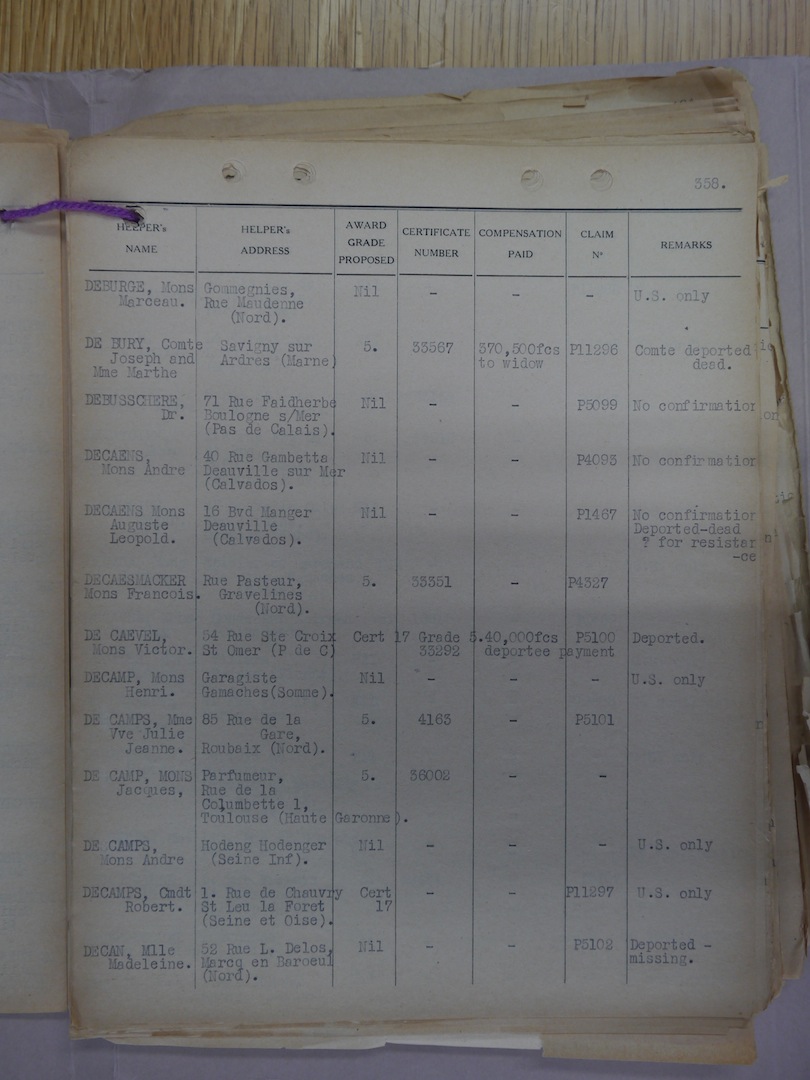 358.
HELPER's NAME | HELPER's ADDRESS | AWARD GRADE PROPOSED | CERTIFICATE NUMBER | COMPENSATION PAID | CLAIM Nº | REMARKS
DEBURGE, Mons | Gommegnies, | Nil | - | - | - | U.S. only
Marceau. | Rue Maudenne
(Nord).
DE BURY, Comte | Savigny sur | 5. | 33567 | 370,500fcs | P11296 | Comte deported
Joseph and | Ardres (Marne) | to widow | dead.
Mme Marthe
DEBUSSCHERE, | 71 Rue Faidherbe | Nil | - | - | P5099 | No confirmation
Dr. | Boulogne s/Mer
(Pas de Calais).
DECAENS, | 40 Rue Gambetta | Nil | - | - | P4093 | No confirmation
Mons Andre | Deauville sur Mer
(Calvados).
DECAENS Mons | 16 Bvd Manger | Nil | - | - | P1467 | No confirmation
Auguste | Deauville | Deported-dead
Leopold. | (Calvados). | ? for resistan
-ce
DECAESMACKER | Rue Pasteur, | 5. | 33351 | - | P4327
Mons Francois. | Gravelines
(Nord).
DE CAEVEL, | 54 Rue Ste Croix | Cert 17 Grade 5. | 40,000fcs | P5100 | Deported.
Mons Victor. | St Omer (P de C) | 33292 | deportee payment
DECAMP, Mons | Garagiste | Nil | - | - | - | U.S. only
Henri. | Gamaches(Somme).
DE CAMPS, Mme | 85 Rue de la | 5. | 4163 | - | P5101
Vve Julie | Gare,
Jeanne. | Roubaix (Nord).
DE CAMP, MONS | Parfumeur, | 5. | 36002 | - | -
Jacques, | Rue de la
Columbette 1,
Toulouse (Haute Garonne).
DE CAMPS, | Hodeng Hodenger | Nil | - | - | - | U.S. only
Mons Andre | (Seine Inf).
DECAMPS, Cmdt | 1. Rue de Chauvry | Cert | - | - | P11297 | U.S. only
Robert. | St Leu la Foret | 17
(Seine et Oise).
DECAN, Mlle | 52 Rue L. Delos, | Nil | - | - | P5102 | Deported -
Madeleine. | Marcq en Baroeul | missing.
(Nord).